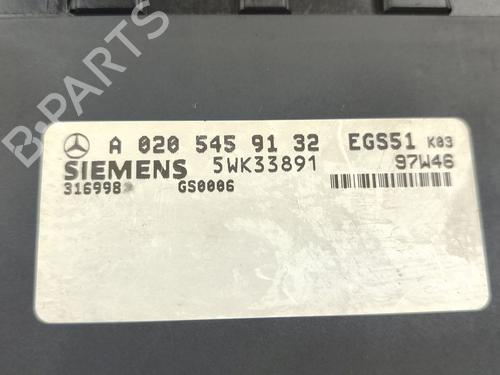 B-PARTS
A 020 545 91 32 EGS51 K03
SIEMENS 5WK33891 97W46
316998 GS0006